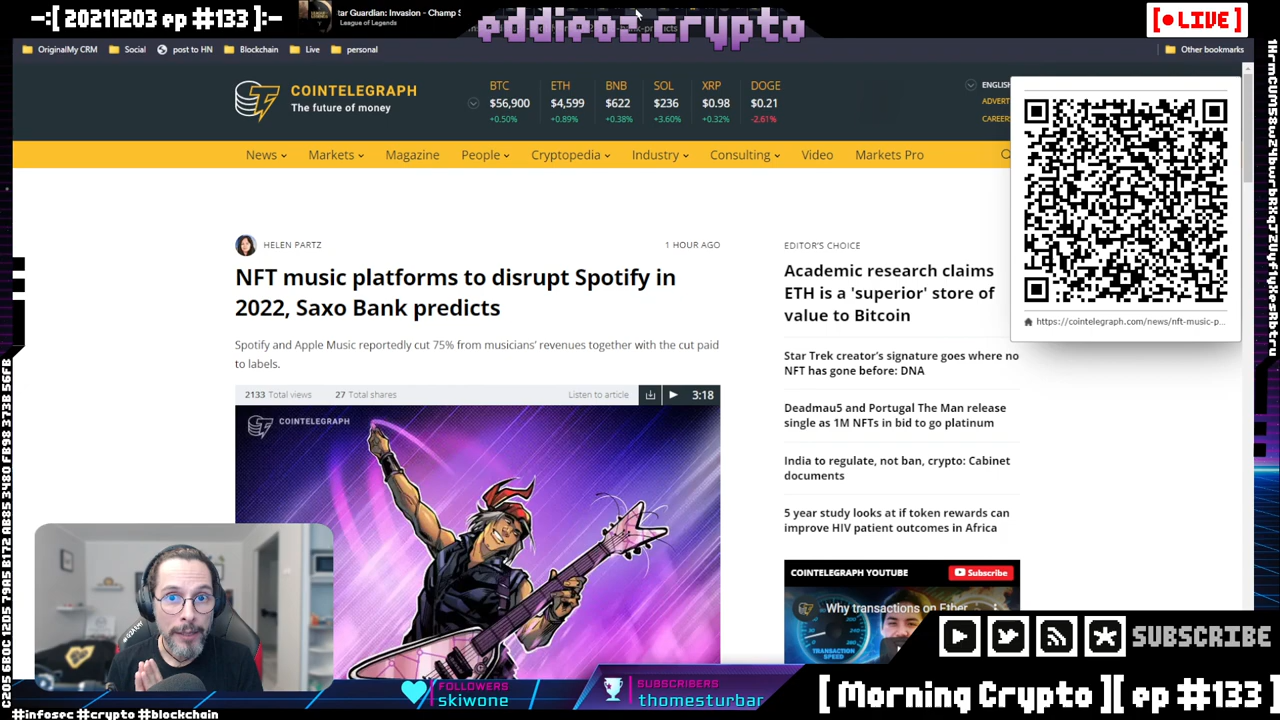 -:[ 20211203 ep #133 ]:-
tar Guardian: Invasion - Champ S
League of Legends
eddieoz.crypto
[ LIVE ]
OriginalMy CRM
Social
post to HN
Blockchain
Live
personal
Other bookmarks
COINTELEGRAPH
The future of money
BTC ETH BNB SOL XRP DOGE
$56,900 $4,599 $622 $236 $0.98 $0.21
+0.50% +0.89% +0.38% +3.60% +0.32% -2.61%
ENGLIS
ADVERT
CAREER
News Markets Magazine People Cryptopedia Industry Consulting Video Markets Pro
https://cointelegraph.com/news/nft-music-p...
HELEN PARTZ
1 HOUR AGO
NFT music platforms to disrupt Spotify in
2022, Saxo Bank predicts
Spotify and Apple Music reportedly cut 75% from musicians' revenues together with the cut paid
to labels.
2133 Total views 27 Total shares Listen to article 3:18
COINTELEGRAPH
EDITOR'S CHOICE
Academic research claims
ETH is a 'superior' store of
value to Bitcoin
Star Trek creator's signature goes where no
NFT has gone before: DNA
Deadmau5 and Portugal The Man release
single as 1M NFTs in bid to go platinum
India to regulate, not ban, crypto: Cabinet
documents
5 year study looks at if token rewards can
improve HIV patient outcomes in Africa
COINTELEGRAPH YOUTUBE Subscribe
Why transactions on Ether
TRANSACTION
SPEED
SUBSCRIBE
FOLLOWERS
skiwone
SUBSCRIBERS
thomesturbar
[ Morning Crypto ][ ep #133 ]
#infosec #crypto #blockchain